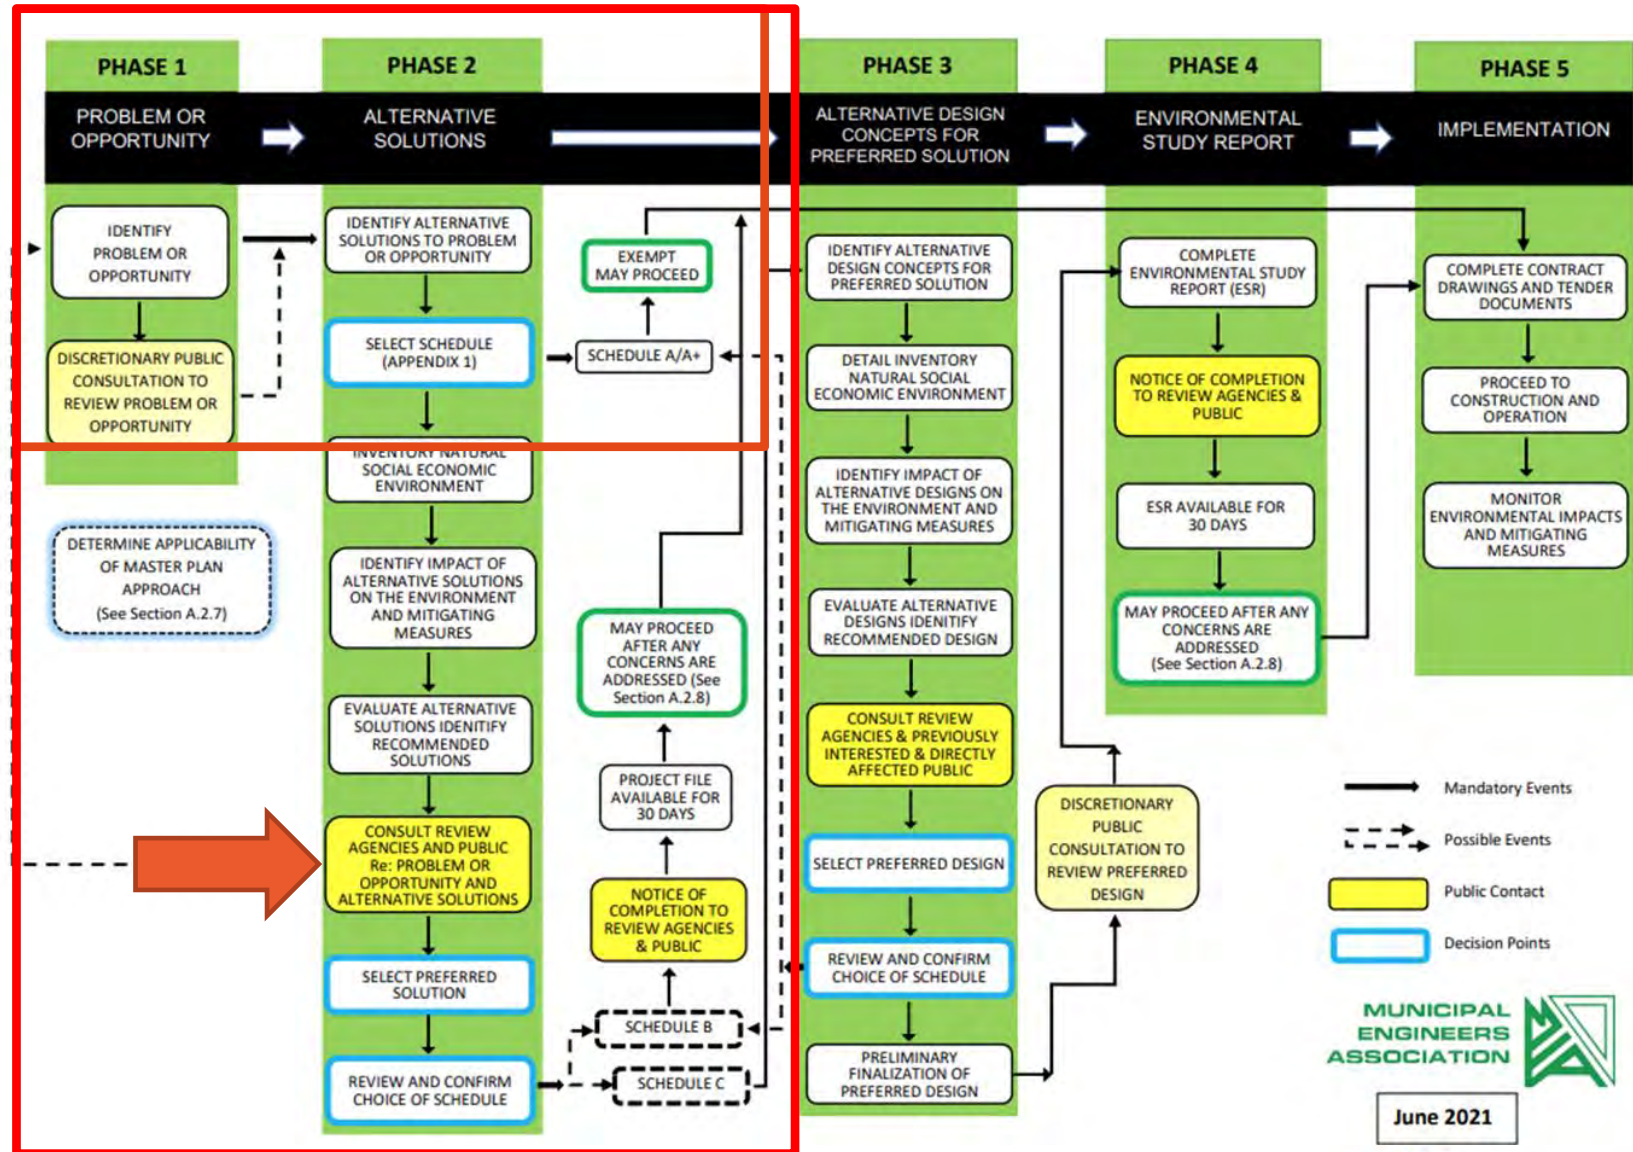 PHASE 1
PROBLEM OR
OPPORTUNITY
IDENTIFY
PROBLEM OR
OPPORTUNITY
DISCRETIONARY PUBLIC
CONSULTATION TO
REVIEW PROBLEM OR
OPPORTUNITY
DETERMINE APPLICABILITY
OF MASTER PLAN
APPROACH
(See Section A.2.7)
PHASE 2
ALTERNATIVE
SOLUTIONS
IDENTIFY ALTERNATIVE
SOLUTIONS TO PROBLEM
OR OPPORTUNITY
SELECT SCHEDULE
(APPENDIX 1)
INVENTORY NATURAL
SOCIAL ECONOMIC
ENVIRONMENT
IDENTIFY IMPACT OF
ALTERNATIVE SOLUTIONS
ON THE ENVIRONMENT
AND MITIGATING
MEASURES
EVALUATE ALTERNATIVE
SOLUTIONS IDENTIFY
RECOMMENDED
SOLUTIONS
CONSULT REVIEW
AGENCIES AND PUBLIC
Re: PROBLEM OR
OPPORTUNITY AND
ALTERNATIVE SOLUTIONS
SELECT PREFERRED
SOLUTION
REVIEW AND CONFIRM
CHOICE OF SCHEDULE
EXEMPT
MAY PROCEED
SCHEDULE A/A+
MAY PROCEED
AFTER ANY
CONCERNS ARE
ADDRESSED (See
Section A.2.8)
PROJECT FILE
AVAILABLE FOR
30 DAYS
NOTICE OF
COMPLETION TO
REVIEW AGENCIES
& PUBLIC
SCHEDULE B
SCHEDULE C
PHASE 3
ALTERNATIVE DESIGN
CONCEPTS FOR
PREFERRED SOLUTION
IDENTIFY ALTERNATIVE
DESIGN CONCEPTS FOR
PREFERRED SOLUTION
DETAIL INVENTORY
NATURAL SOCIAL
ECONOMIC ENVIRONMENT
IDENTIFY IMPACT OF
ALTERNATIVE DESIGNS ON
THE ENVIRONMENT AND
MITIGATING MEASURES
EVALUATE ALTERNATIVE
DESIGNS IDENTIFY
RECOMMENDED DESIGN
CONSULT REVIEW
AGENCIES & PREVIOUSLY
INTERESTED & DIRECTLY
AFFECTED PUBLIC
SELECT PREFERRED DESIGN
REVIEW AND CONFIRM
CHOICE OF SCHEDULE
PRELIMINARY
FINALIZATION OF
PREFERRED DESIGN
DISCRETIONARY
PUBLIC
CONSULTATION TO
REVIEW PREFERRED
DESIGN
PHASE 4
ENVIRONMENTAL
STUDY REPORT
COMPLETE
ENVIRONMENTAL STUDY
REPORT (ESR)
NOTICE OF COMPLETION
TO REVIEW AGENCIES &
PUBLIC
ESR AVAILABLE FOR
30 DAYS
MAY PROCEED AFTER ANY
CONCERNS ARE
ADDRESSED
(See Section A.2.8)
PHASE 5
IMPLEMENTATION
COMPLETE CONTRACT
DRAWINGS AND TENDER
DOCUMENTS
PROCEED TO
CONSTRUCTION AND
OPERATION
MONITOR
ENVIRONMENTAL IMPACTS
AND MITIGATING
MEASURES
Mandatory Events
Possible Events
Public Contact
Decision Points
MUNICIPAL
ENGINEERS
ASSOCIATION
June 2021